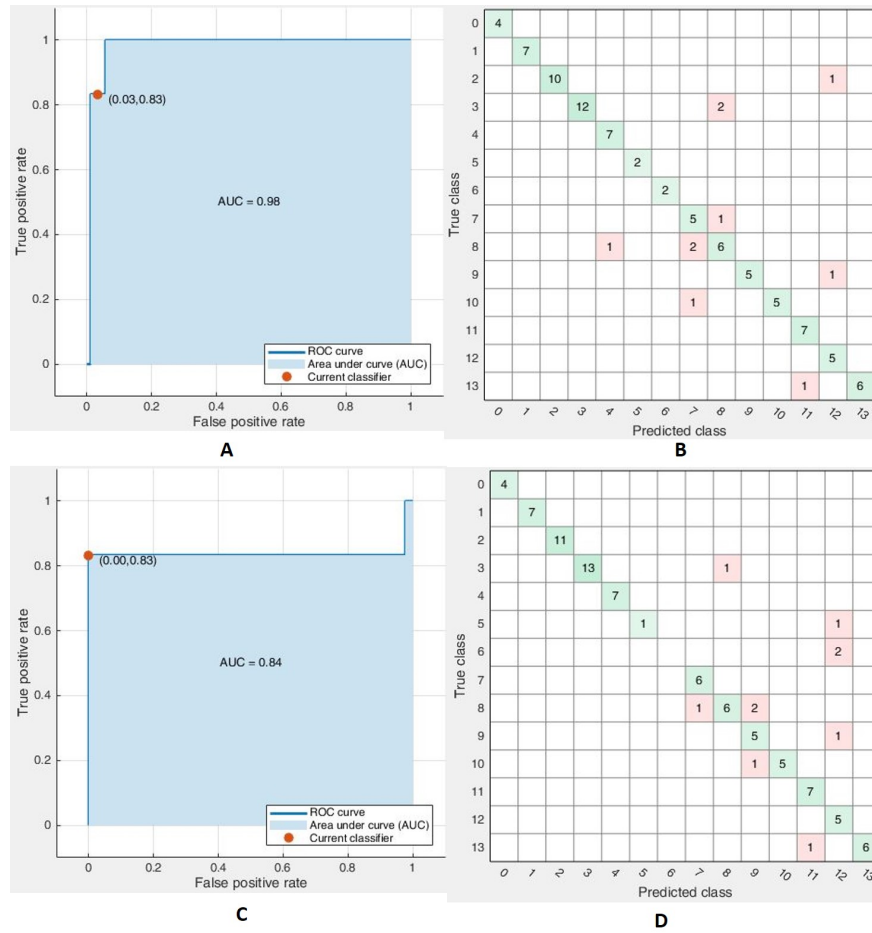 1
0.8
0.6
0.4
0.2
0
True positive rate
(0.03,0.83)
AUC = 0.98
ROC curve
Area under curve (AUC)
Current classifier
0 0.2 0.4 0.6 0.8 1
False positive rate
A
True class
0 4
1 7
2 10 1
3 12 2
4 7
5 2
6 2
7 5 1
8 1 2 6
9 5 1
10 1 5
11 7
12 5
13 1 6
0 1 2 3 4 5 6 7 8 9 10 11 12 13
Predicted class
B
1
0.8
0.6
0.4
0.2
0
True positive rate
(0.00,0.83)
AUC = 0.84
ROC curve
Area under curve (AUC)
Current classifier
0 0.2 0.4 0.6 0.8 1
False positive rate
C
True class
0 4
1 7
2 11
3 13 1
4 7
5 1 1
6 2
7 6
8 1 6 2
9 5 1
10 1 5
11 7
12 5
13 1 6
0 1 2 3 4 5 6 7 8 9 10 11 12 13
Predicted class
D